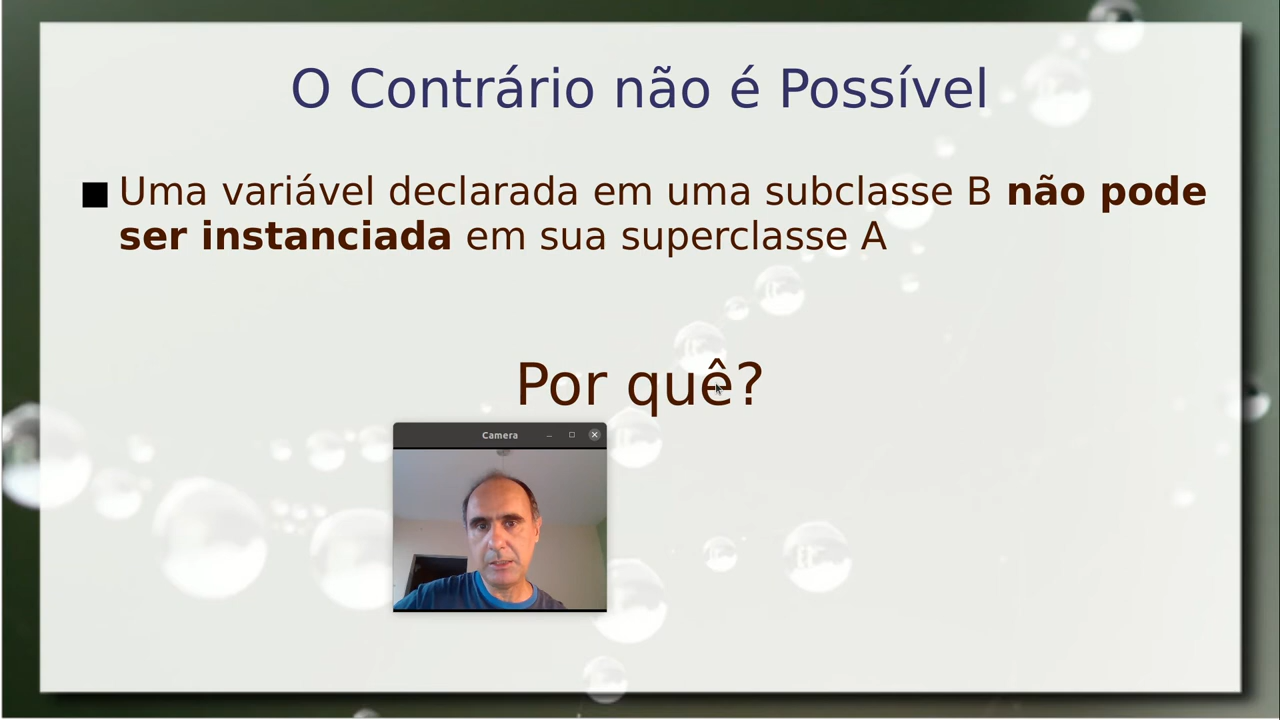 O Contrário não é Possível
Uma variável declarada em uma subclasse B não pode
ser instanciada em sua superclasse A
Por quê?
Camera